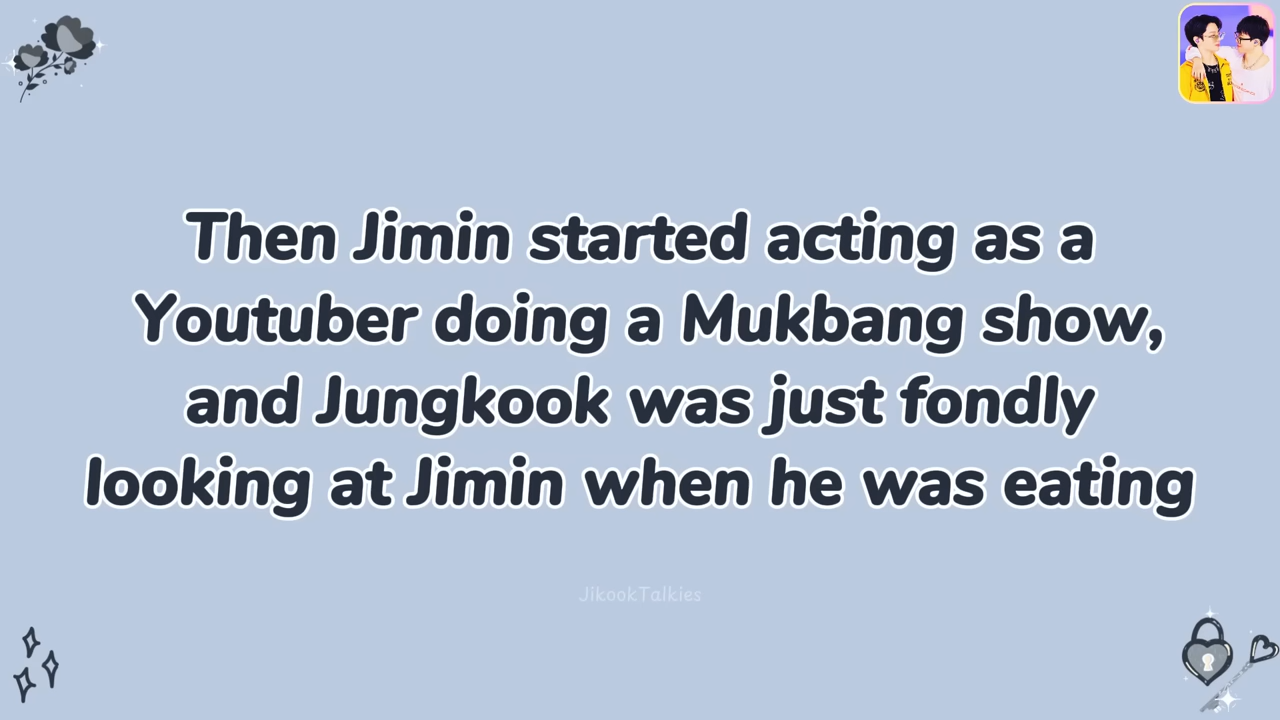 Then Jimin started acting as a
Youtuber doing a Mukbang show,
and Jungkook was just fondly
looking at Jimin when he was eating
JikookTalkies